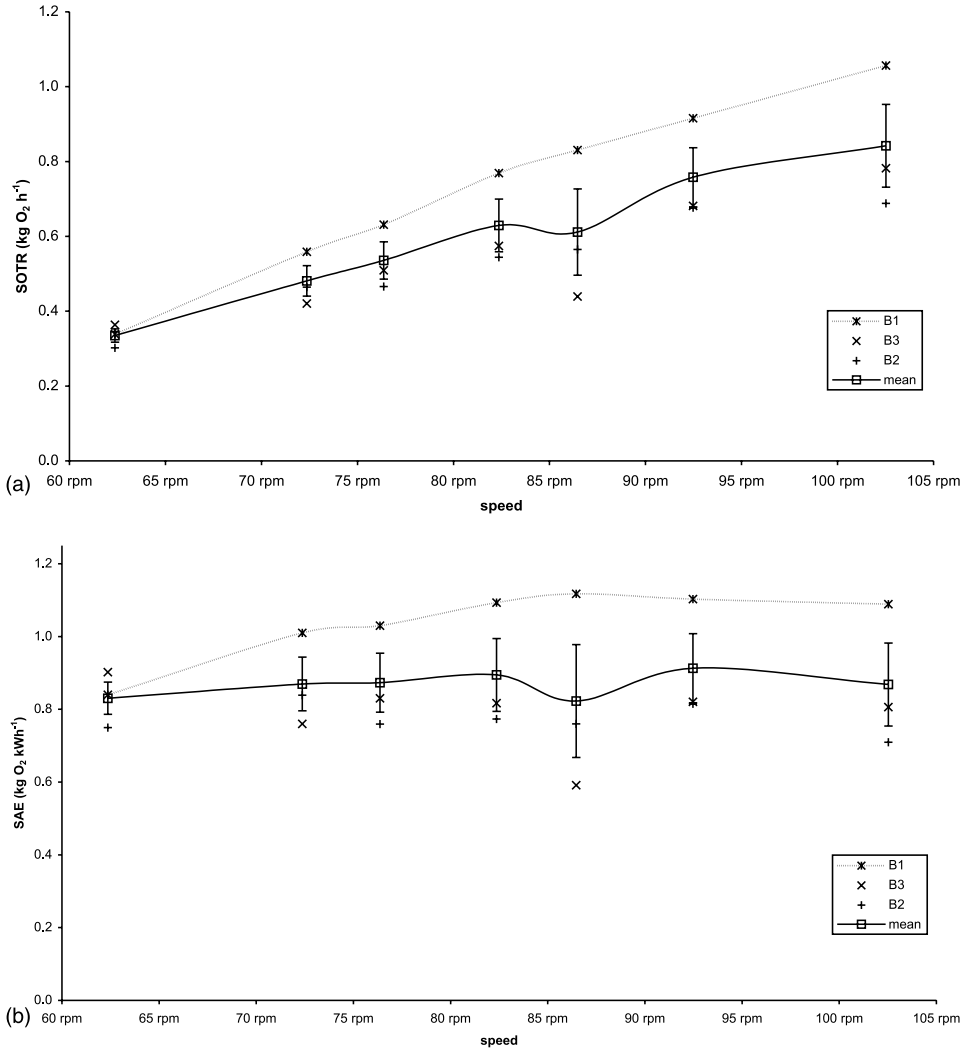 1.2
1.0
0.8
0.6
0.4
0.2
0.0
SOTR (kg O₂ h⁻¹)
B1
B3
B2
mean
60 rpm 65 rpm 70 rpm 75 rpm 80 rpm 85 rpm 90 rpm 95 rpm 100 rpm 105 rpm
(a)
speed
1.2
1.0
0.8
0.6
0.4
0.2
0.0
SAE (kg O₂ kWh⁻¹)
B1
B3
B2
mean
60 rpm 65 rpm 70 rpm 75 rpm 80 rpm 85 rpm 90 rpm 95 rpm 100 rpm 105 rpm
(b)
speed